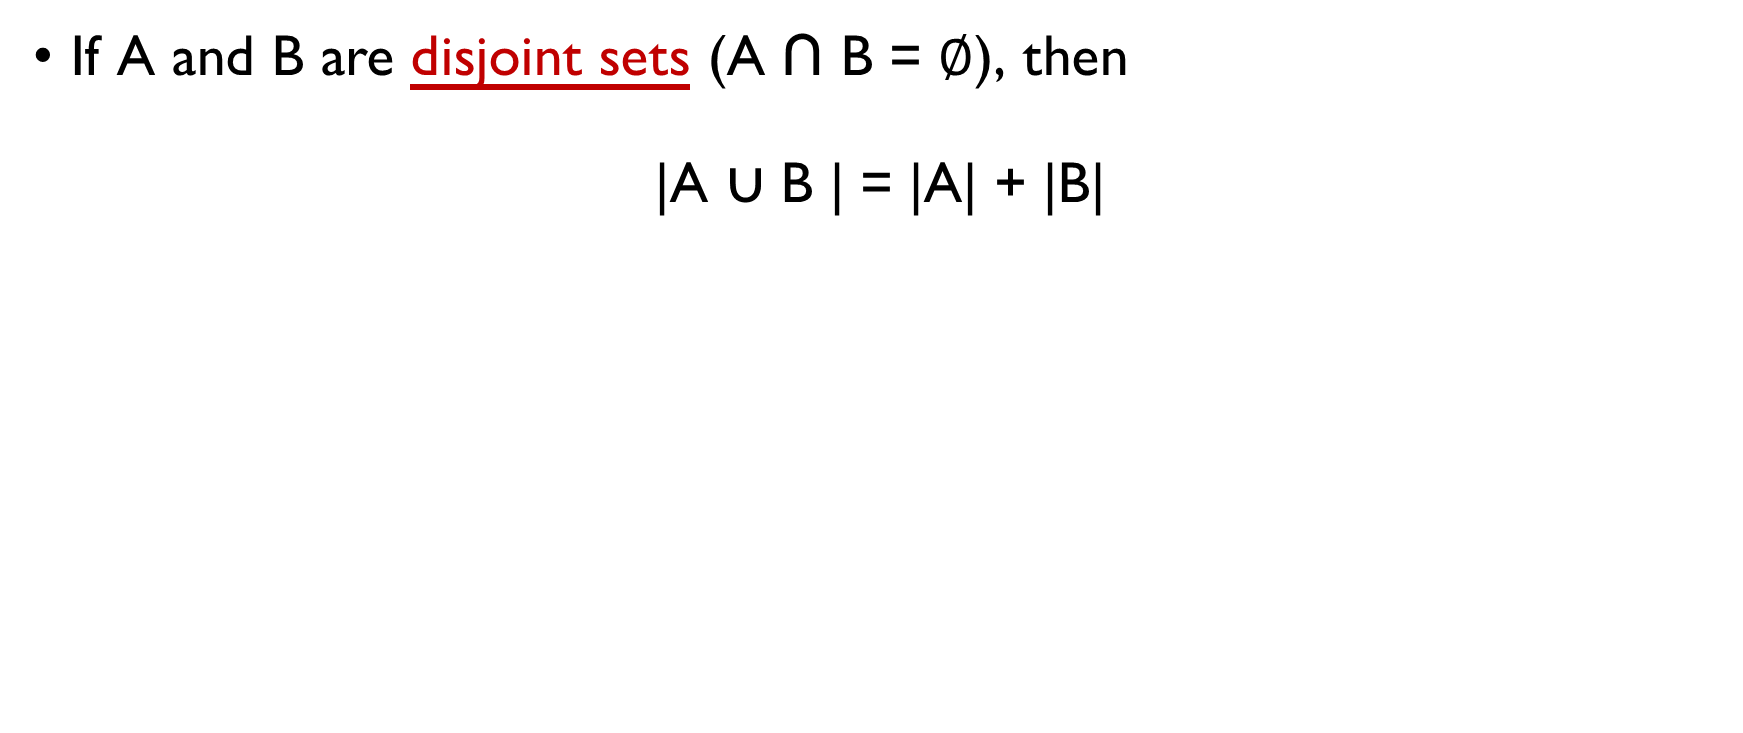 • If A and B are disjoint sets (A ∩ B = ∅), then
|A ∪ B | = |A| + |B|